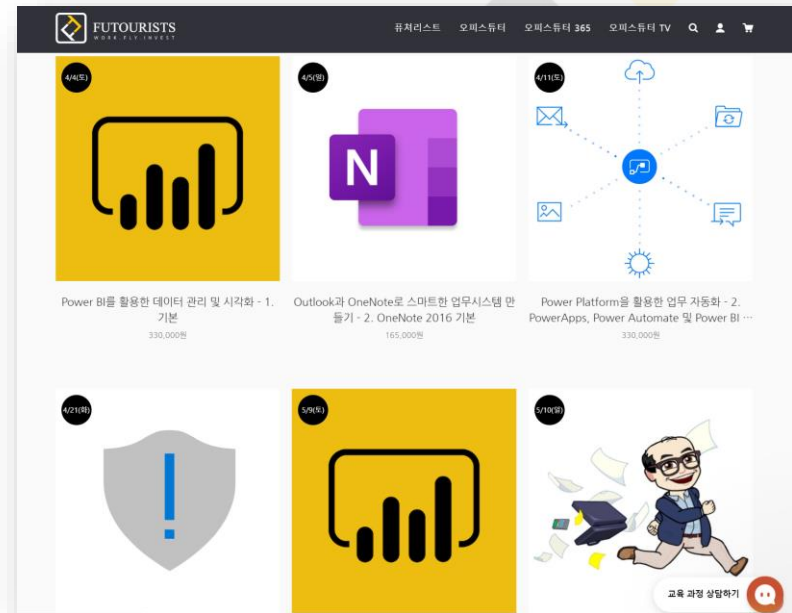 FUTOURISTS
WORK.FLY.INVEST
퓨처리스트 오피스튜터 오피스튜터 365 오피스튜터 TV
4/4(토) 4/5(일) 4/11(토)
N
Power BI를 활용한 데이터 관리 및 시각화 - 1.
기본
330,000원
Outlook과 OneNote로 스마트한 업무시스템 만
들기 - 2. OneNote 2016 기본
165,000원
Power Platform을 활용한 업무 자동화 - 2.
PowerApps, Power Automate 및 Power BI ...
330,000원
4/21(화) 5/9(토) 5/10(일)
교육 과정 상담하기